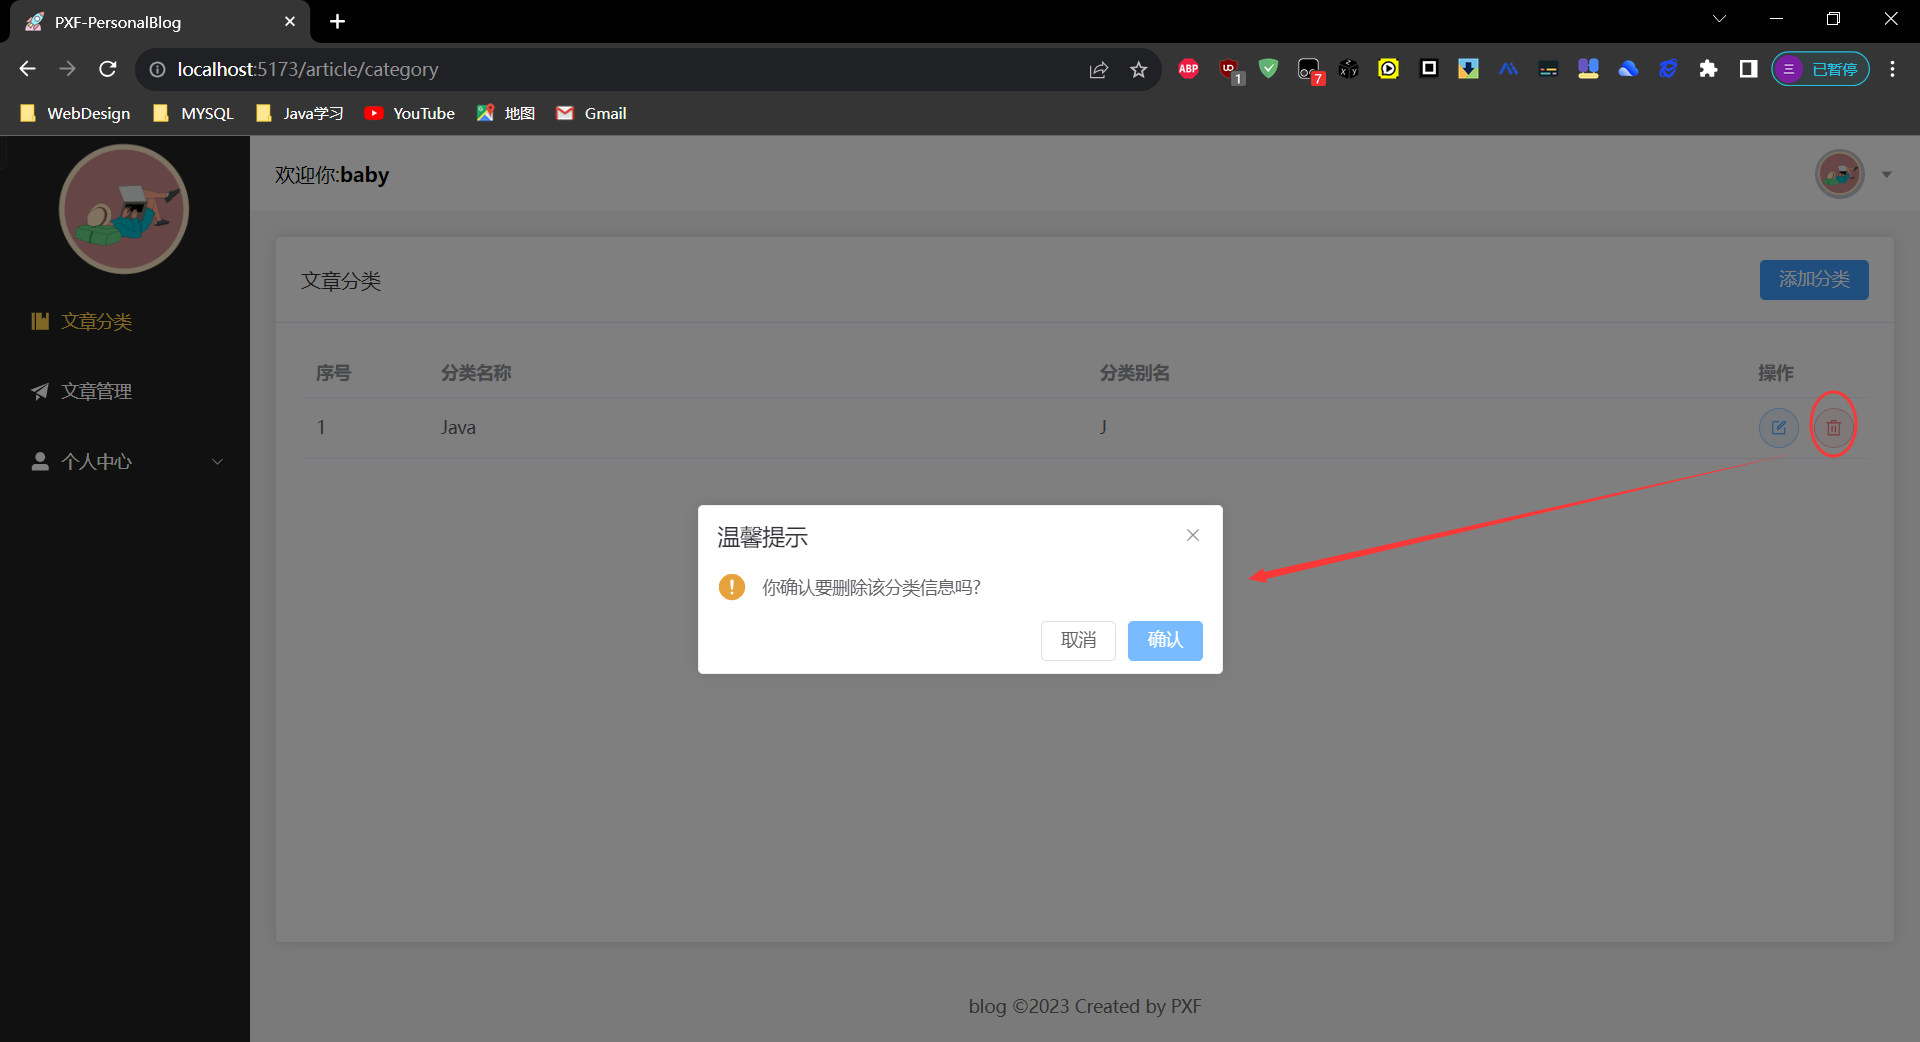 PXF-PersonalBlog
localhost:5173/article/category
ABP
UO
1
7
三 已暂停
WebDesign
MYSQL
Java学习
YouTube
地图
Gmail
欢迎你:baby
文章分类
文章管理
个人中心
文章分类
添加分类
序号 分类名称 分类别名 操作
1 Java J
温馨提示
你确认要删除该分类信息吗?
取消 确认
blog ©2023 Created by PXF